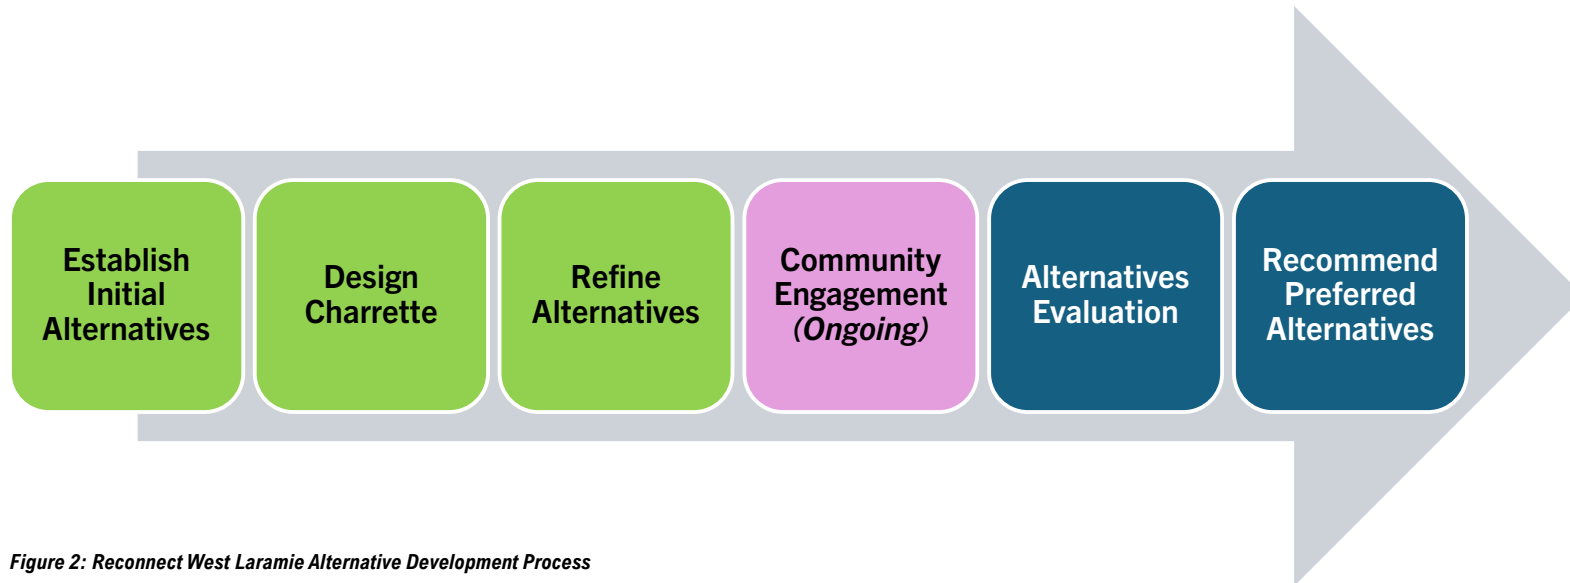 Establish
Initial
Alternatives
Design
Charrette
Refine
Alternatives
Community
Engagement
(Ongoing)
Alternatives
Evaluation
Recommend
Preferred
Alternatives
Figure 2: Reconnect West Laramie Alternative Development Process